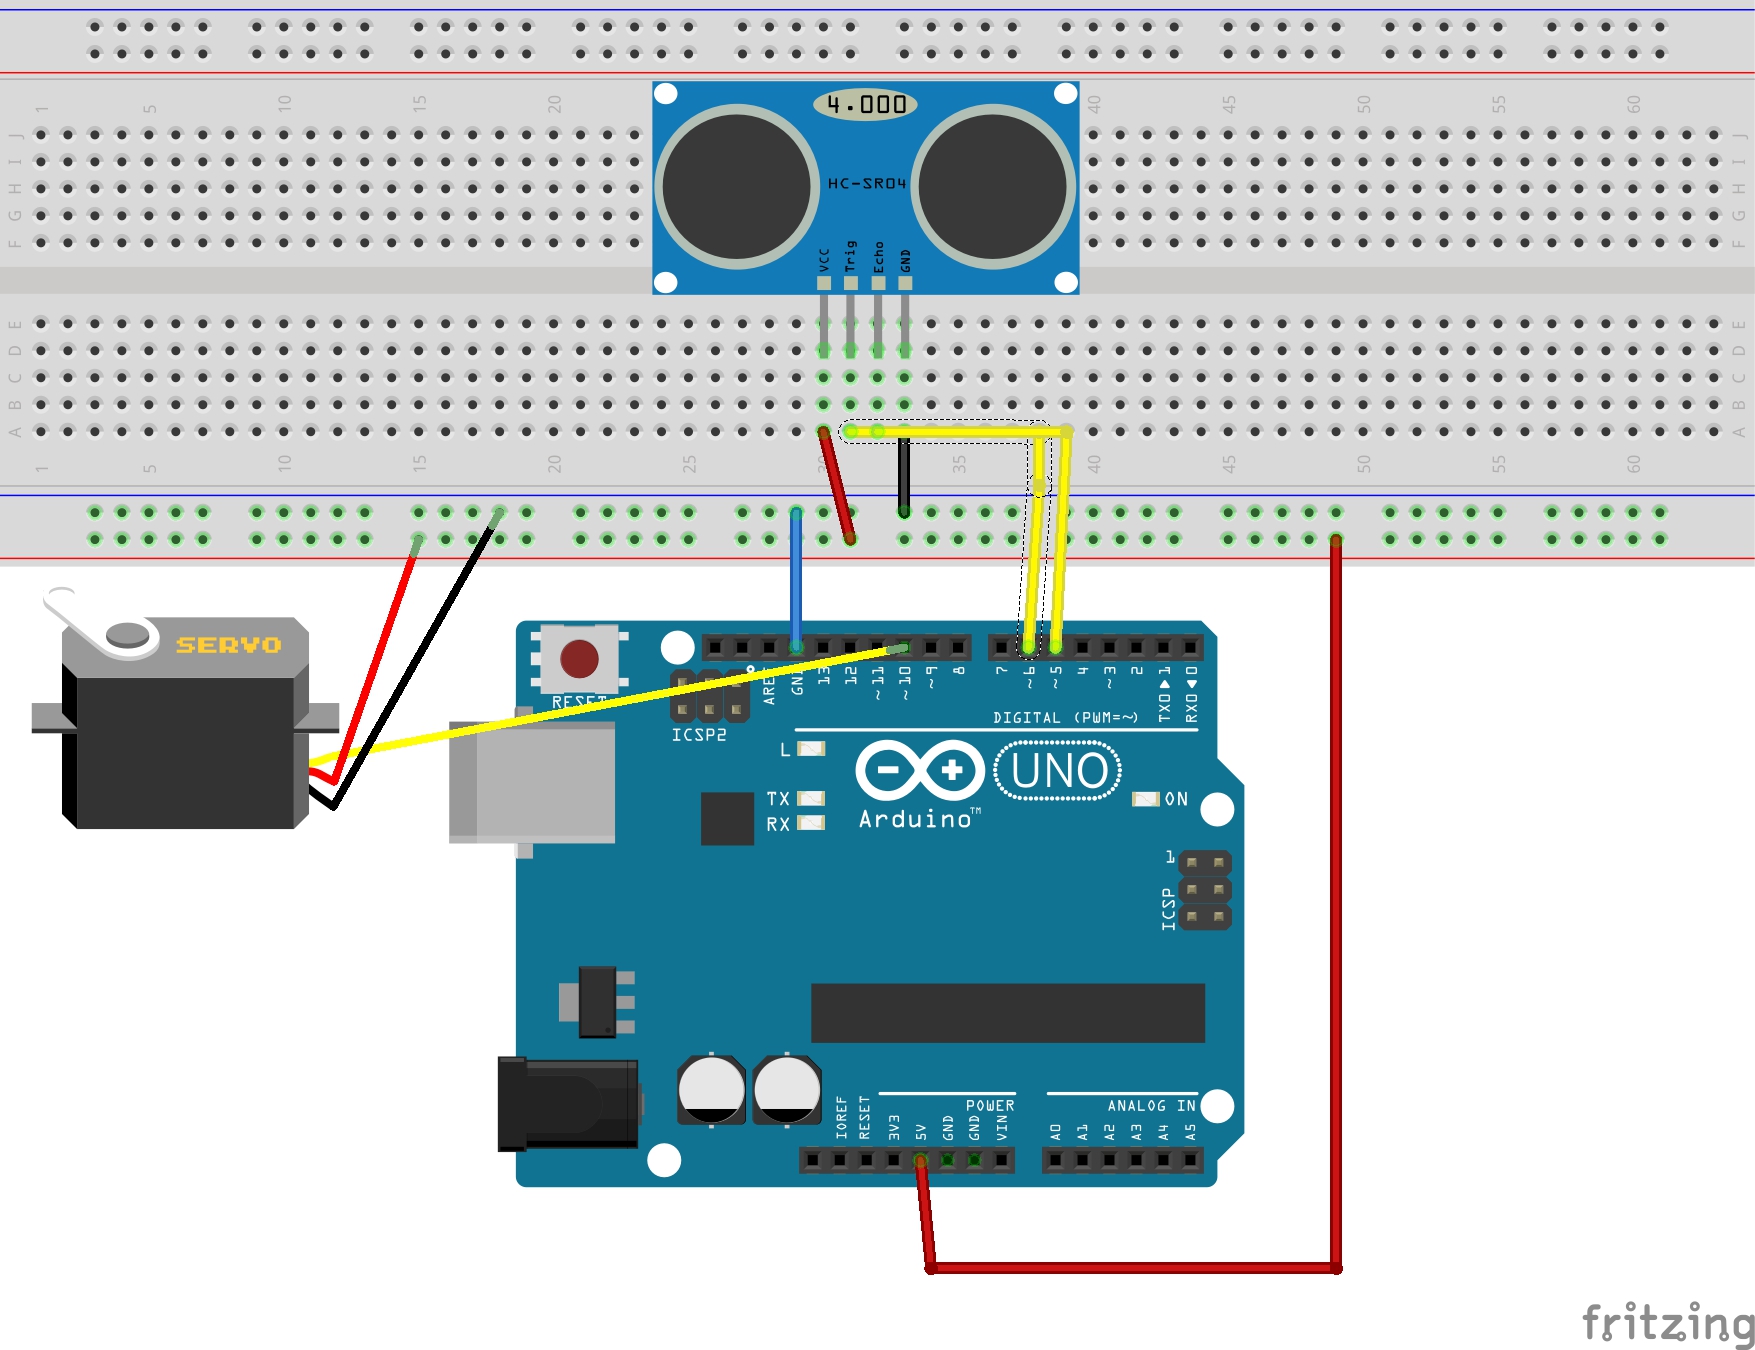 1 5 10 15 20 40 45 50 55 60
4.000
J J
I I
H H
G G
F F
HC-SR04
VCC Trig Echo GND
E E
D D
C C
B B
A A
1 5 10 15 20 25 35 40 45 50 55 60
SERVO
RESET
AREF GND 13 12 ~11 ~10 ~9 8 7 ~6 ~5 4 ~3 2 TX0▶1 RX0◀0
DIGITAL (PWM=~)
ICSP2
L
UNO
TX
RX
Arduino™
ON
1
ICSP
POWER
ANALOG IN
IOREF RESET 3V3 5V GND GND VIN A0 A1 A2 A3 A4 A5
fritzing